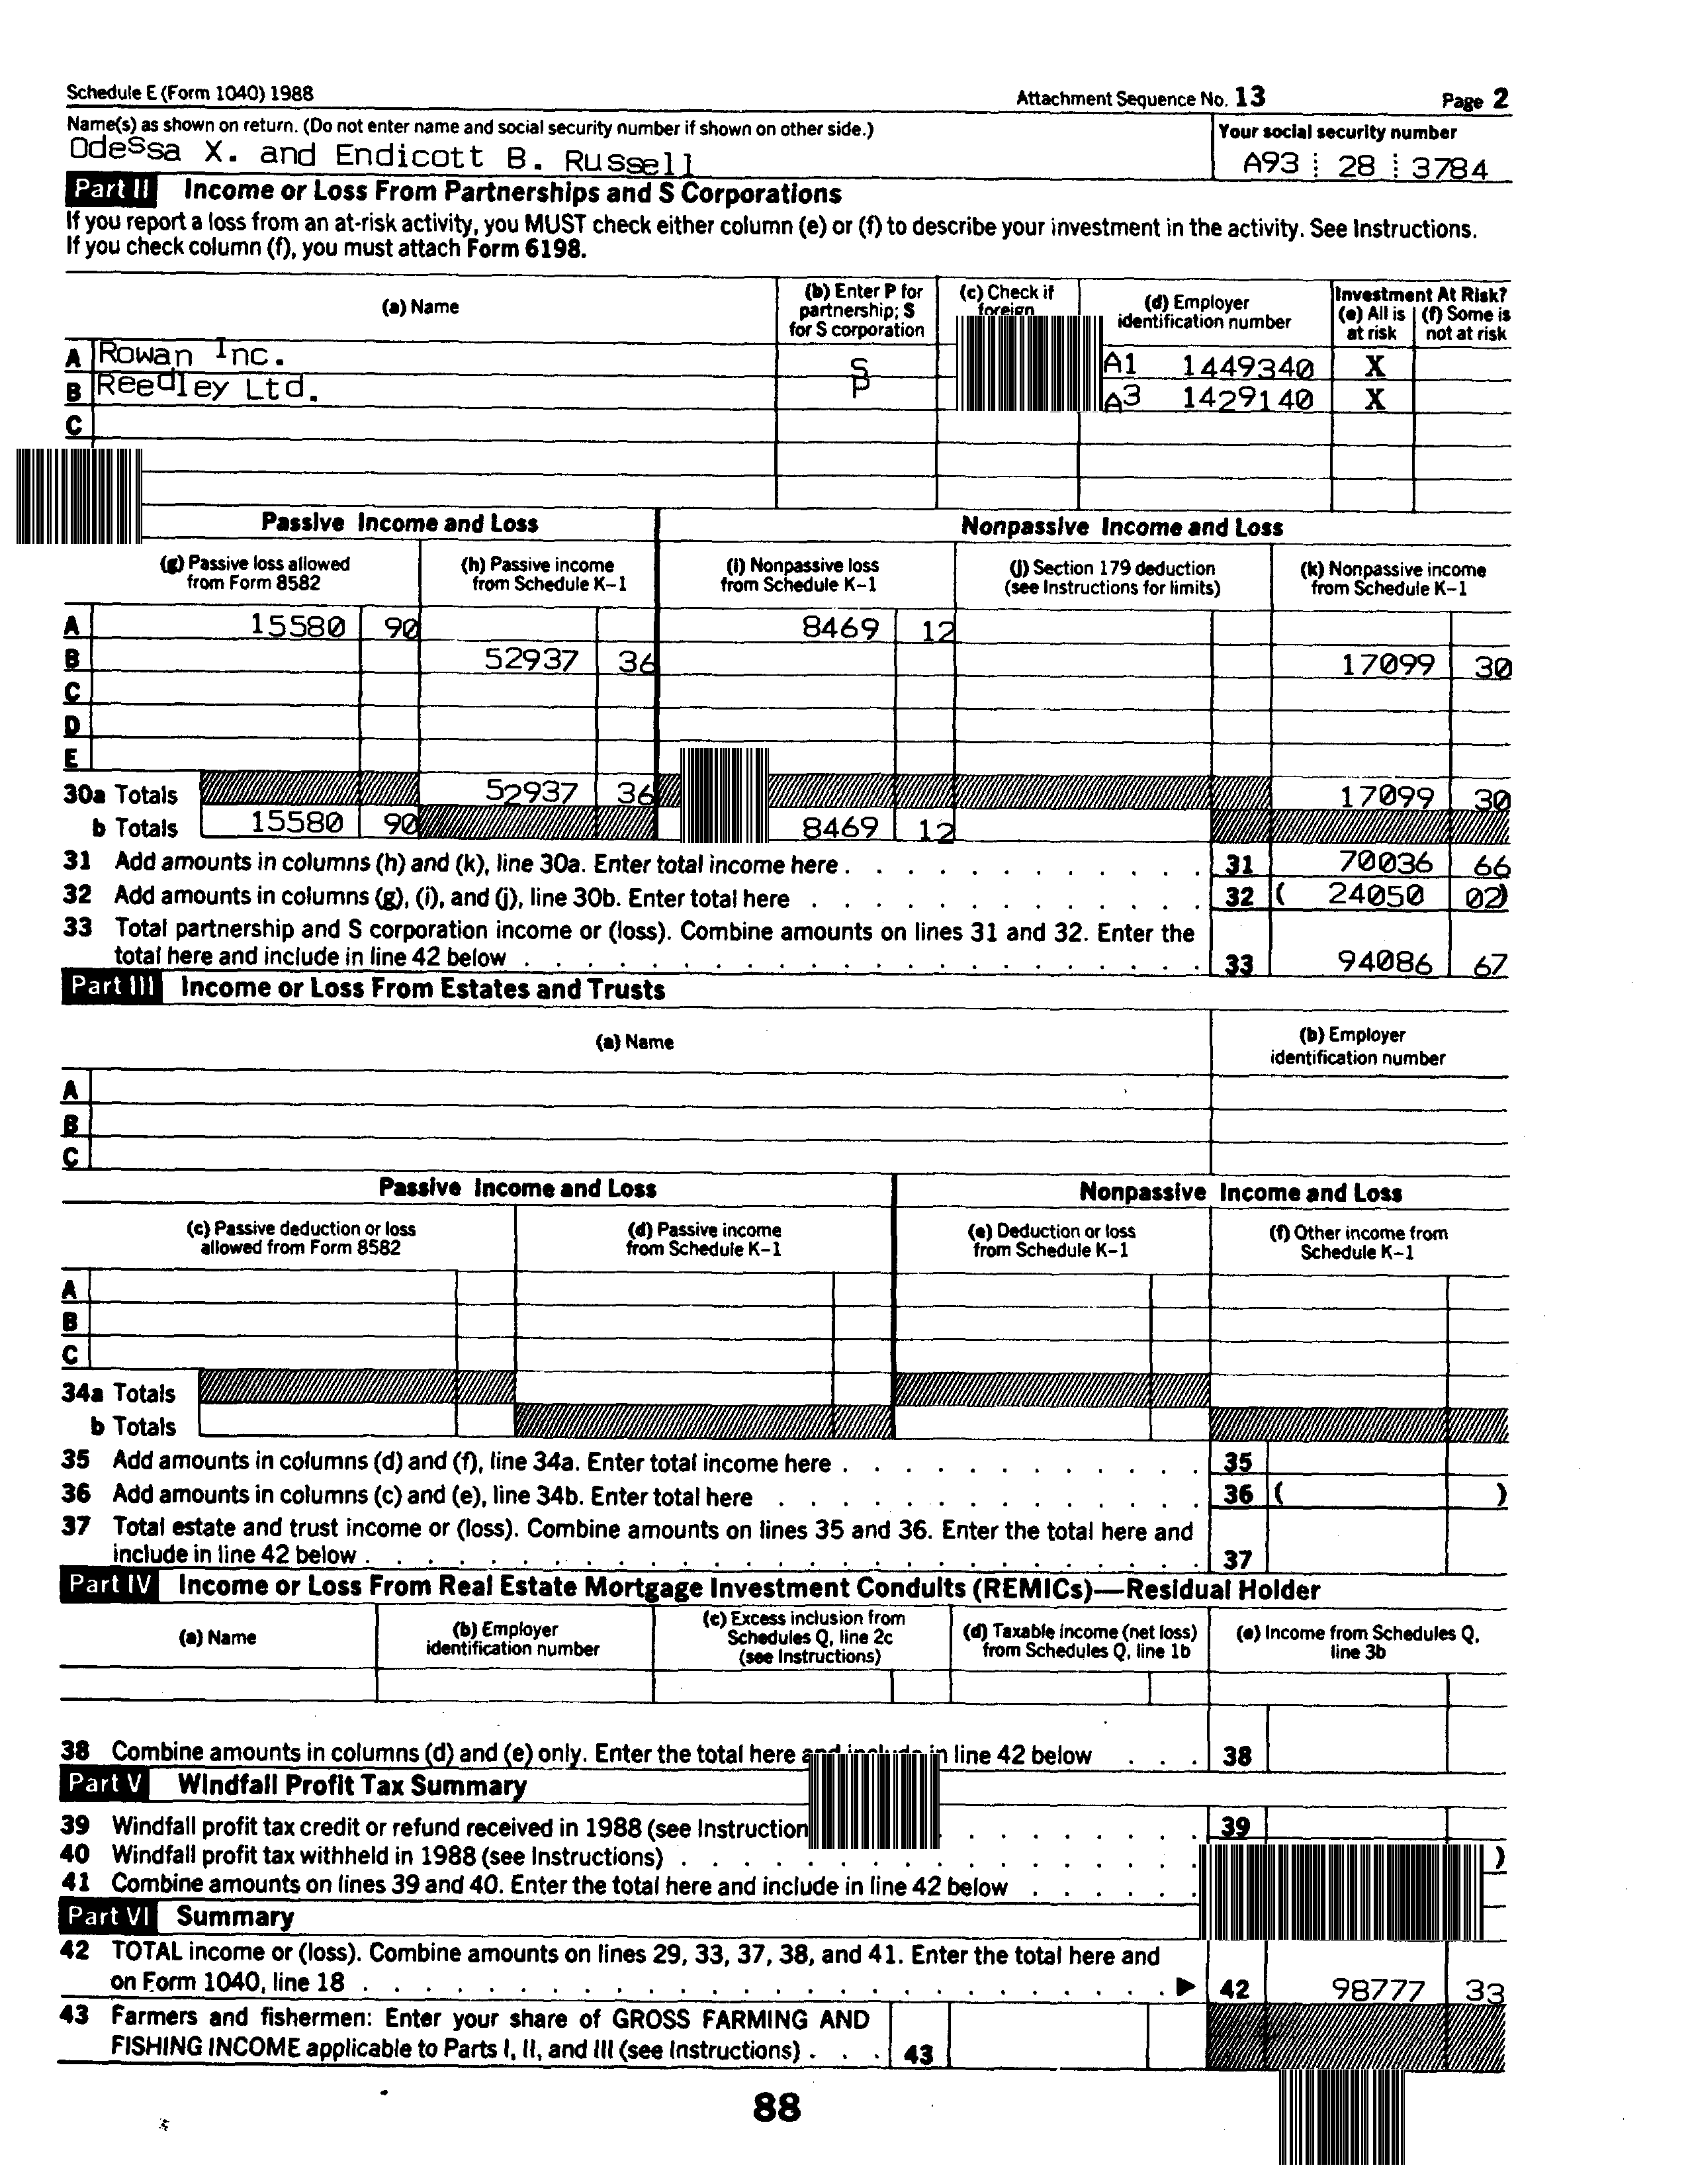 Schedule E (Form 1040) 1988 Attachment Sequence No. 13 Page 2
Name(s) as shown on return. (Do not enter name and social security number if shown on other side.) Your social security number
Odessa X. and Endicott B. Russell A93 28 3784
Part II Income or Loss From Partnerships and S Corporations
If you report a loss from an at-risk activity, you MUST check either column (e) or (f) to describe your investment in the activity. See Instructions.
If you check column (f), you must attach Form 6198.
(a) Name (b) Enter P for partnership; S for S corporation (c) Check if foreign (d) Employer identification number Investment At Risk? (e) All is at risk (f) Some is not at risk
A Rowan Inc. S A1 1449340 X
B Reedley Ltd. P A3 1429140 X
C
Passive Income and Loss Nonpassive Income and Loss
(g) Passive loss allowed from Form 8582 (h) Passive income from Schedule K-1 (i) Nonpassive loss from Schedule K-1 (j) Section 179 deduction (see Instructions for limits) (k) Nonpassive income from Schedule K-1
A 15580 90 8469 12
B 52937 36 17099 30
C
D
E
30a Totals 52937 36 17099 30
b Totals 15580 90 8469 12
31 Add amounts in columns (h) and (k), line 30a. Enter total income here . 31 70036 66
32 Add amounts in columns (g), (i), and (j), line 30b. Enter total here . 32 ( 24050 02)
33 Total partnership and S corporation income or (loss). Combine amounts on lines 31 and 32. Enter the
total here and include in line 42 below . 33 94086 67
Part III Income or Loss From Estates and Trusts
(a) Name (b) Employer identification number
A
B
C
Passive Income and Loss Nonpassive Income and Loss
(c) Passive deduction or loss allowed from Form 8582 (d) Passive income from Schedule K-1 (e) Deduction or loss from Schedule K-1 (f) Other income from Schedule K-1
A
B
C
34a Totals
b Totals
35 Add amounts in columns (d) and (f), line 34a. Enter total income here . 35
36 Add amounts in columns (c) and (e), line 34b. Enter total here . 36 ( )
37 Total estate and trust income or (loss). Combine amounts on lines 35 and 36. Enter the total here and
include in line 42 below . 37
Part IV Income or Loss From Real Estate Mortgage Investment Conduits (REMICs)—Residual Holder
(a) Name (b) Employer identification number (c) Excess inclusion from Schedules Q, line 2c (see Instructions) (d) Taxable income (net loss) from Schedules Q, line 1b (e) Income from Schedules Q, line 3b
38 Combine amounts in columns (d) and (e) only. Enter the total here and include in line 42 below . 38
Part V Windfall Profit Tax Summary
39 Windfall profit tax credit or refund received in 1988 (see Instruction . 39
40 Windfall profit tax withheld in 1988 (see Instructions) . )
41 Combine amounts on lines 39 and 40. Enter the total here and include in line 42 below .
Part VI Summary
42 TOTAL income or (loss). Combine amounts on lines 29, 33, 37, 38, and 41. Enter the total here and
on Form 1040, line 18 . ▶ 42 98777 33
43 Farmers and fishermen: Enter your share of GROSS FARMING AND
FISHING INCOME applicable to Parts I, II, and III (see Instructions) . 43
88